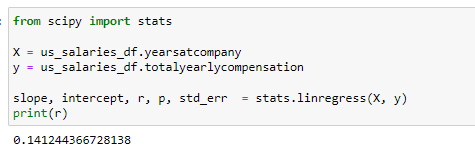 from scipy import stats
X = us_salaries_df.yearsatcompany
y = us_salaries_df.totalyearlycompensation
slope, intercept, r, p, std_err  = stats.linregress(X, y)
print(r)
0.141244366728138